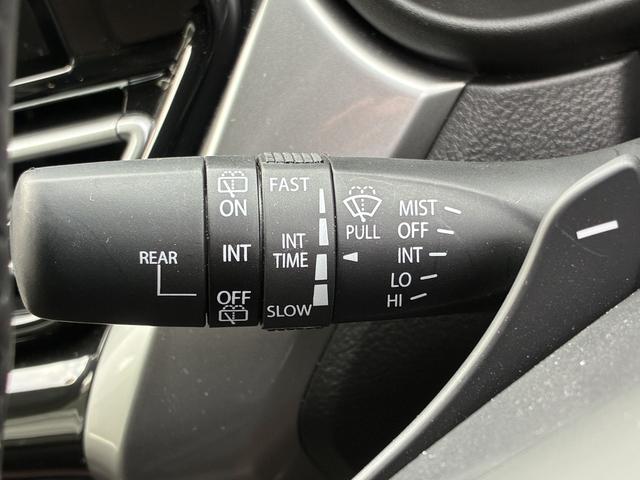 REAR
ON
INT
OFF
FAST
INT
TIME
SLOW
PULL
MIST
OFF
INT
LO
HI